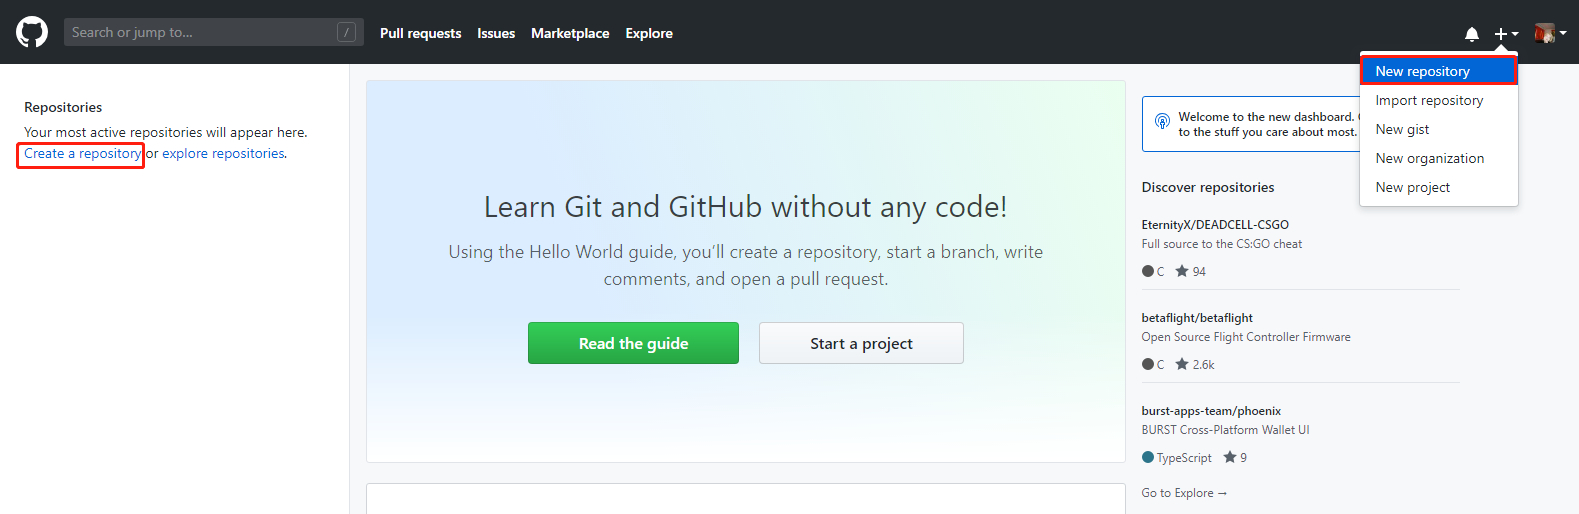 Search or jump to...
/
Pull requests
Issues
Marketplace
Explore
New repository
Import repository
New gist
New organization
New project
Repositories
Your most active repositories will appear here.
Create a repository or explore repositories.
Learn Git and GitHub without any code!
Using the Hello World guide, you’ll create a repository, start a branch, write
comments, and open a pull request.
Read the guide
Start a project
Welcome to the new dashboard.
to the stuff you care about most.
Discover repositories
EternityX/DEADCELL-CSGO
Full source to the CS:GO cheat
C
94
betaflight/betaflight
Open Source Flight Controller Firmware
C
2.6k
burst-apps-team/phoenix
BURST Cross-Platform Wallet UI
TypeScript
9
Go to Explore →